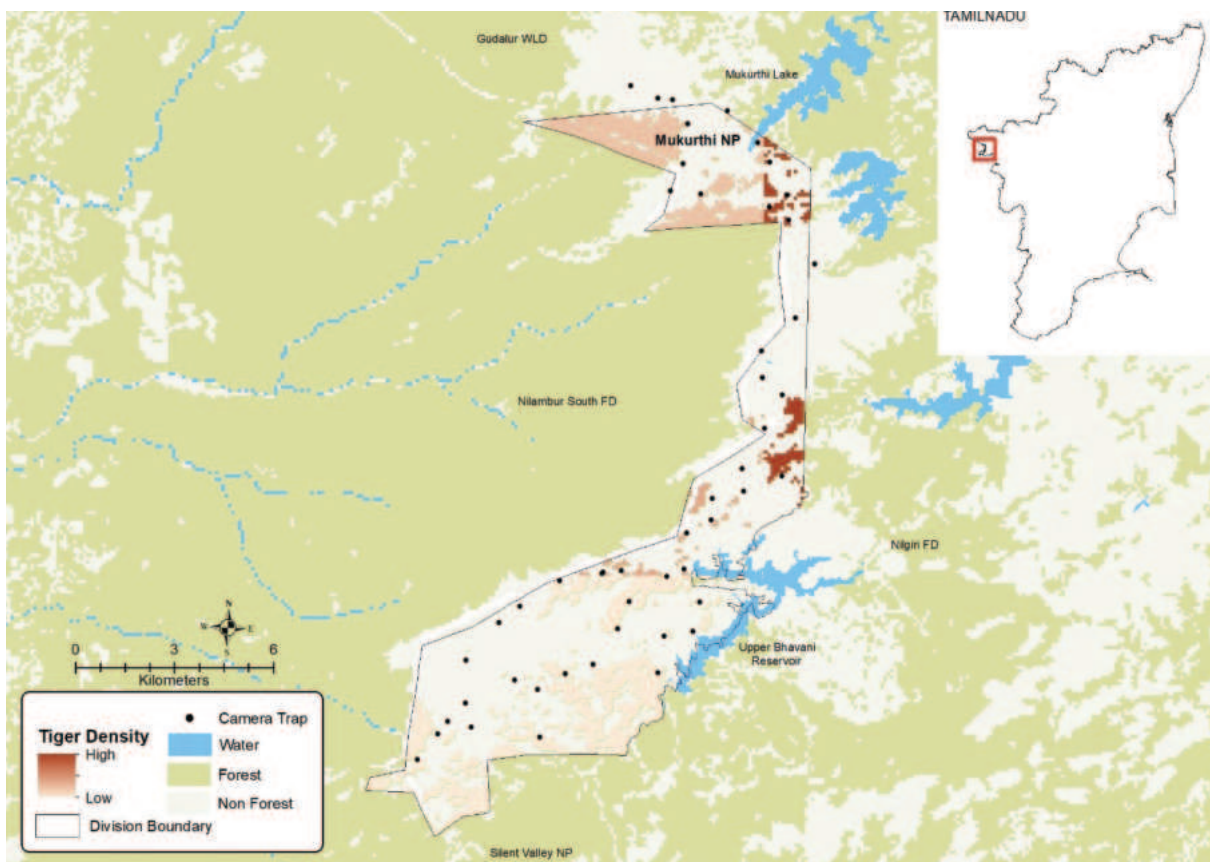 TAMILNADU
Gudalur WLD
Mukurthi Lake
Mukurthi NP
Nilambur South FD
Nilgiri FD
N
W E
S
0 3 6
Kilometers
Upper Bhavani
Reservoir
Tiger Density
High
Low
Division Boundary
Camera Trap
Water
Forest
Non Forest
Silent Valley NP